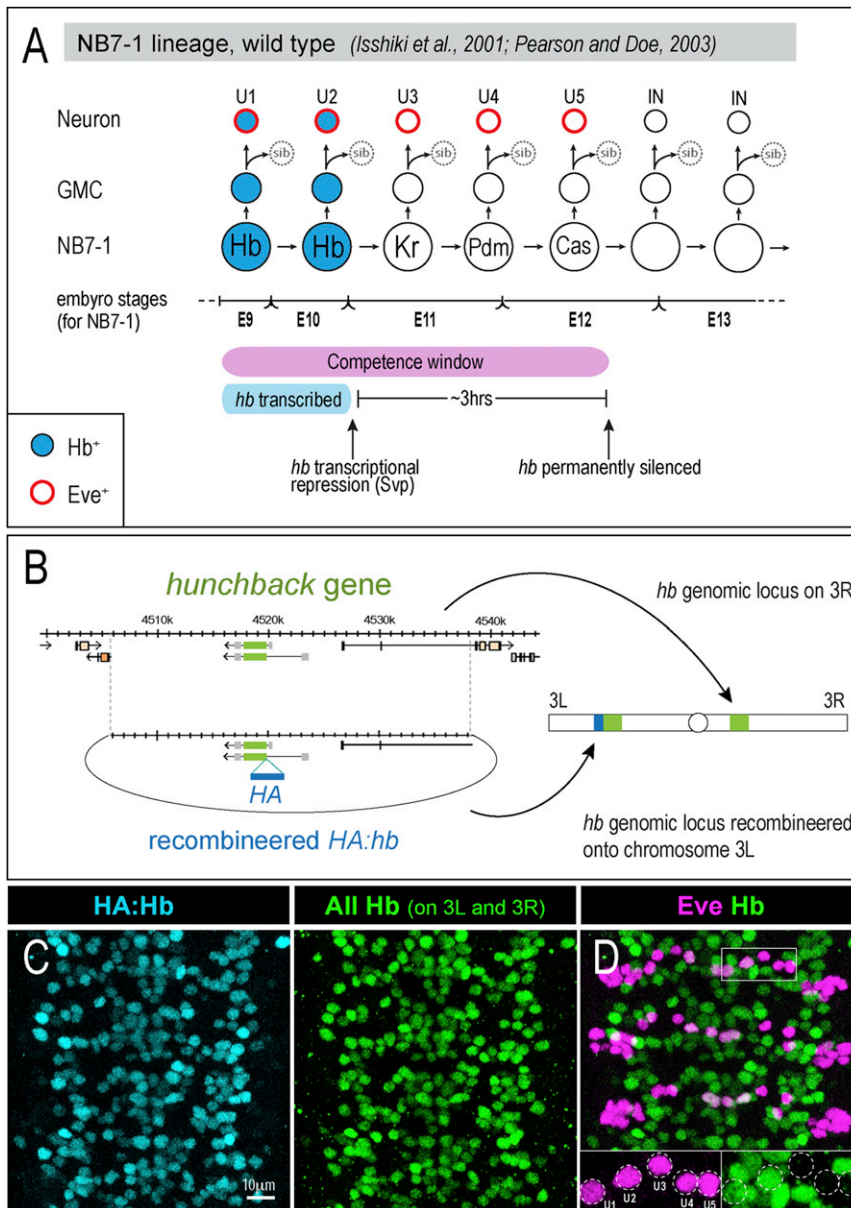 A
NB7-1 lineage, wild type (Isshiki et al., 2001; Pearson and Doe, 2003)
U1 U2 U3 U4 U5 IN IN
Neuron
sib sib sib sib sib sib sib
GMC
NB7-1 Hb Hb Kr Pdm Cas
embyro stages
(for NB7-1)
E9 E10 E11 E12 E13
Competence window
hb transcribed ~3hrs
hb transcriptional
repression (Svp)
hb permanently silenced
Hb+
Eve+
B
hunchback gene
hb genomic locus on 3R
4510k 4520k 4530k 4540k
3L 3R
HA
recombineered HA:hb
hb genomic locus recombineered
onto chromosome 3L
HA:Hb All Hb (on 3L and 3R) Eve Hb
C D
10µm
U1 U2 U3 U4 U5